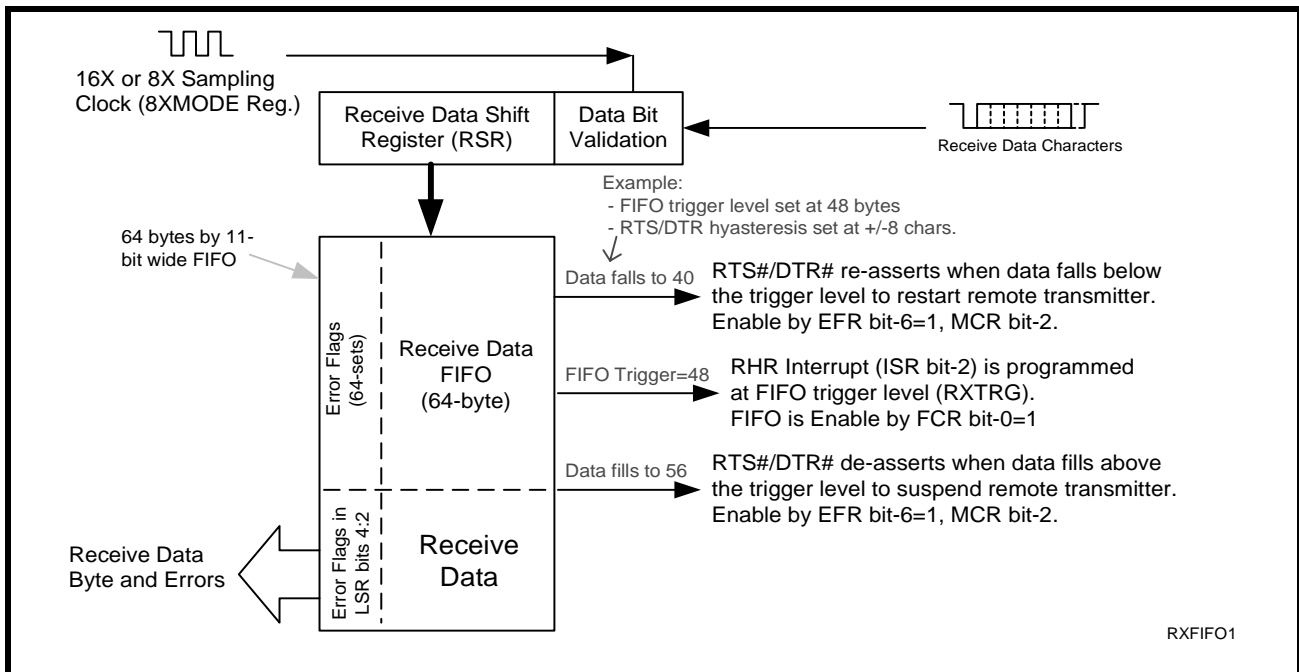 16X or 8X Sampling
Clock (8XMODE Reg.)
Receive Data Shift
Register (RSR)
Data Bit
Validation
Receive Data Characters
Example:
- FIFO trigger level set at 48 bytes
- RTS/DTR hyasteresis set at +/-8 chars.
64 bytes by 11-
bit wide FIFO
Data falls to 40
RTS#/DTR# re-asserts when data falls below
the trigger level to restart remote transmitter.
Enable by EFR bit-6=1, MCR bit-2.
Error Flags
(64-sets)
Receive Data
FIFO
(64-byte)
FIFO Trigger=48
RHR Interrupt (ISR bit-2) is programmed
at FIFO trigger level (RXTRG).
FIFO is Enable by FCR bit-0=1
Data fills to 56
RTS#/DTR# de-asserts when data fills above
the trigger level to suspend remote transmitter.
Enable by EFR bit-6=1, MCR bit-2.
Receive Data
Byte and Errors
Error Flags in
LSR bits 4:2
Receive
Data
RXFIFO1